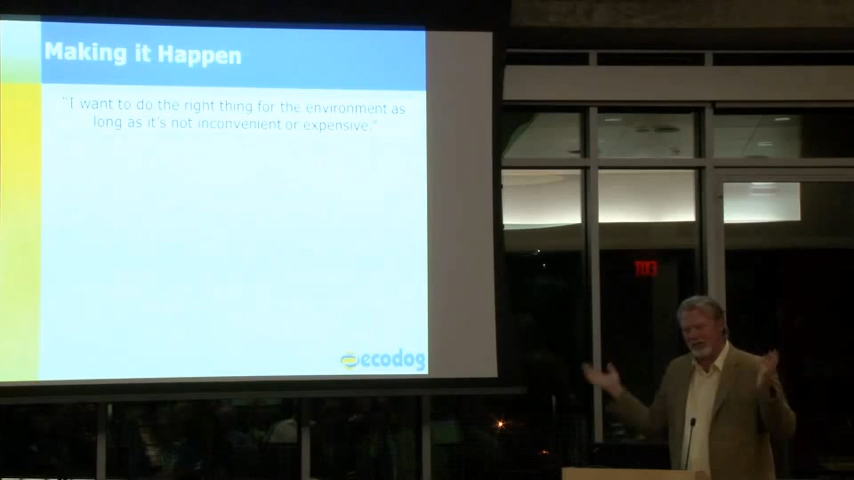 Making it Happen
"I want to do the right thing for the environment as
long as it's not inconvenient or expensive."
ecodog